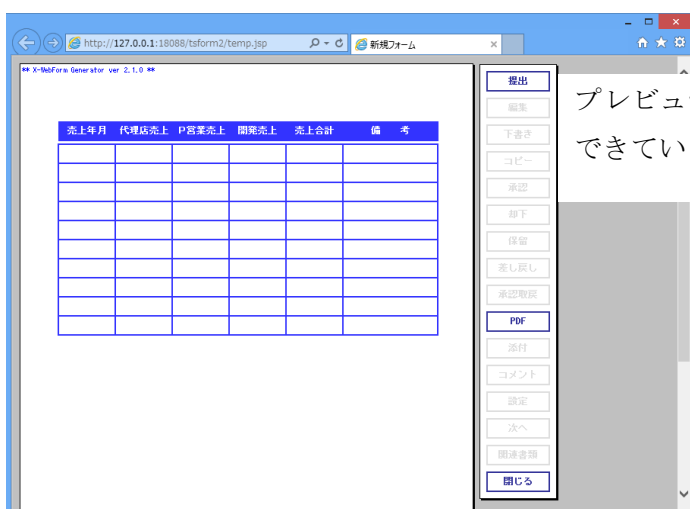 http://127.0.0.1:18088/tsform2/temp.jsp
新規フォーム
** X-WebForm Generator ver 2.1.0 **
売上年月 代理店売上 P営業売上 開発売上 売上合計 備 考
提出
編集
下書き
コピー
承認
却下
保留
差し戻し
承認取戻
PDF
添付
コメント
設定
次へ
関連書類
閉じる
プレビュ
できてい